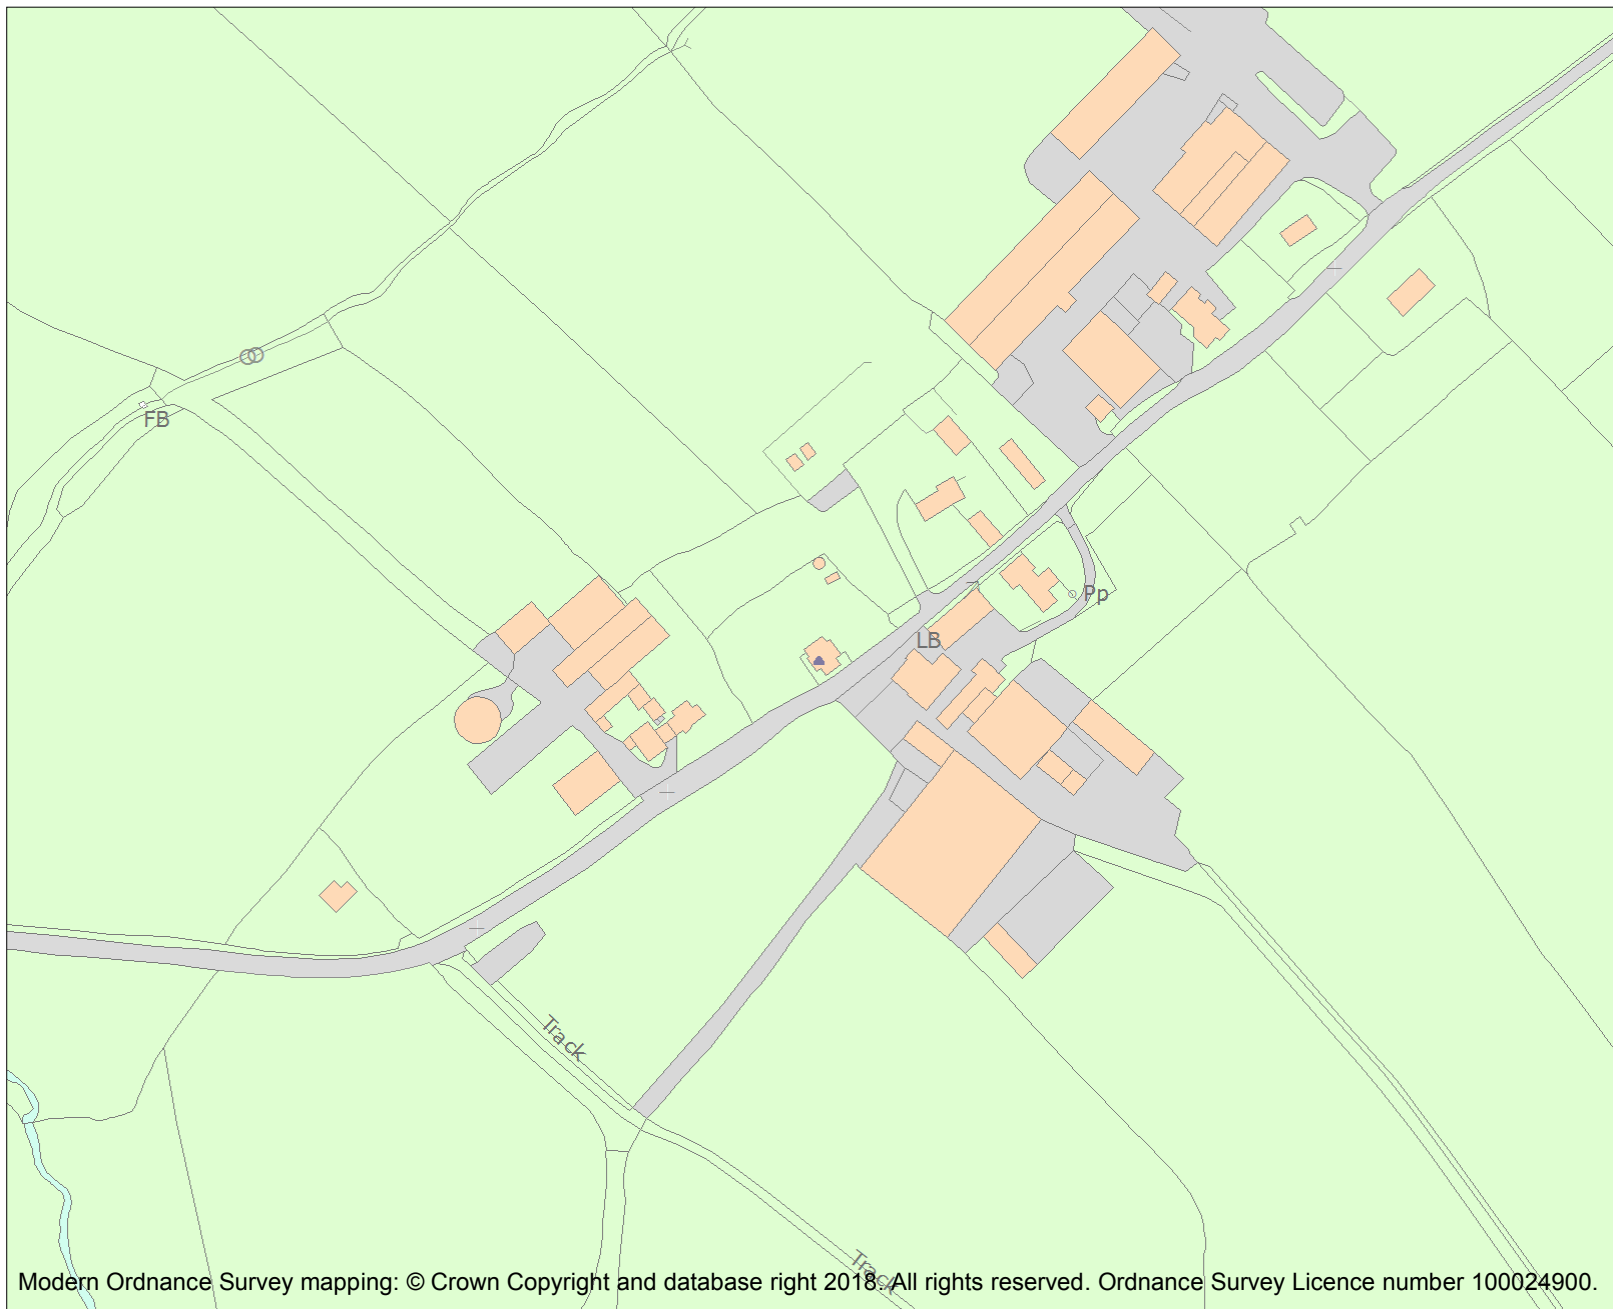 FB
Pp
LB
Track
Track
Modern Ordnance Survey mapping: © Crown Copyright and database right 2018. All rights reserved. Ordnance Survey Licence number 100024900.